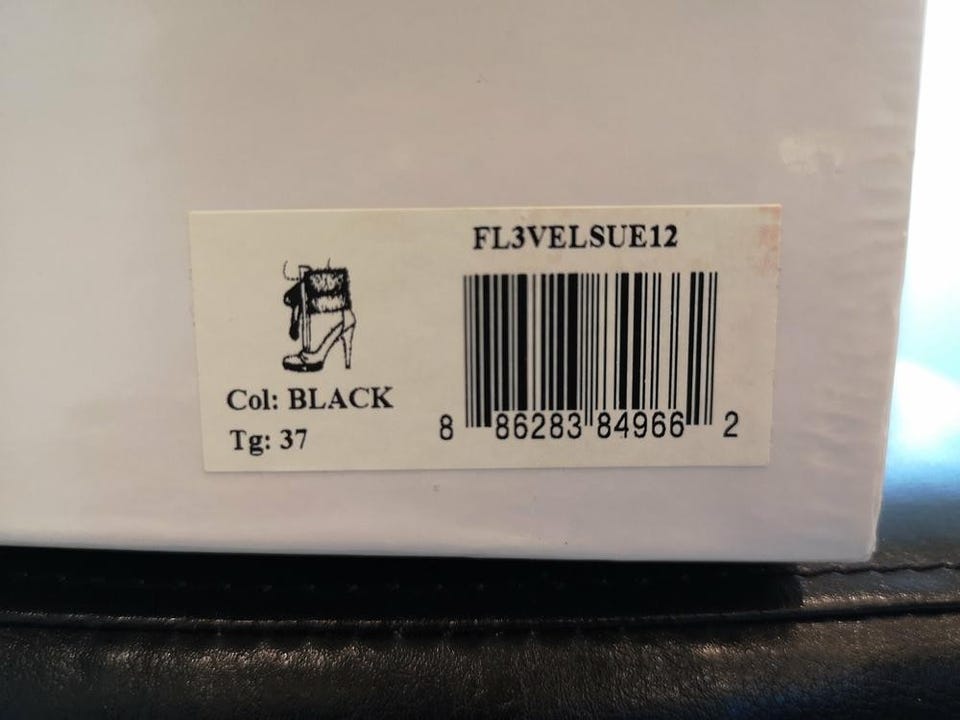 FL3VELSUE12
Col: BLACK
Tg: 37
8 86283 84966 2